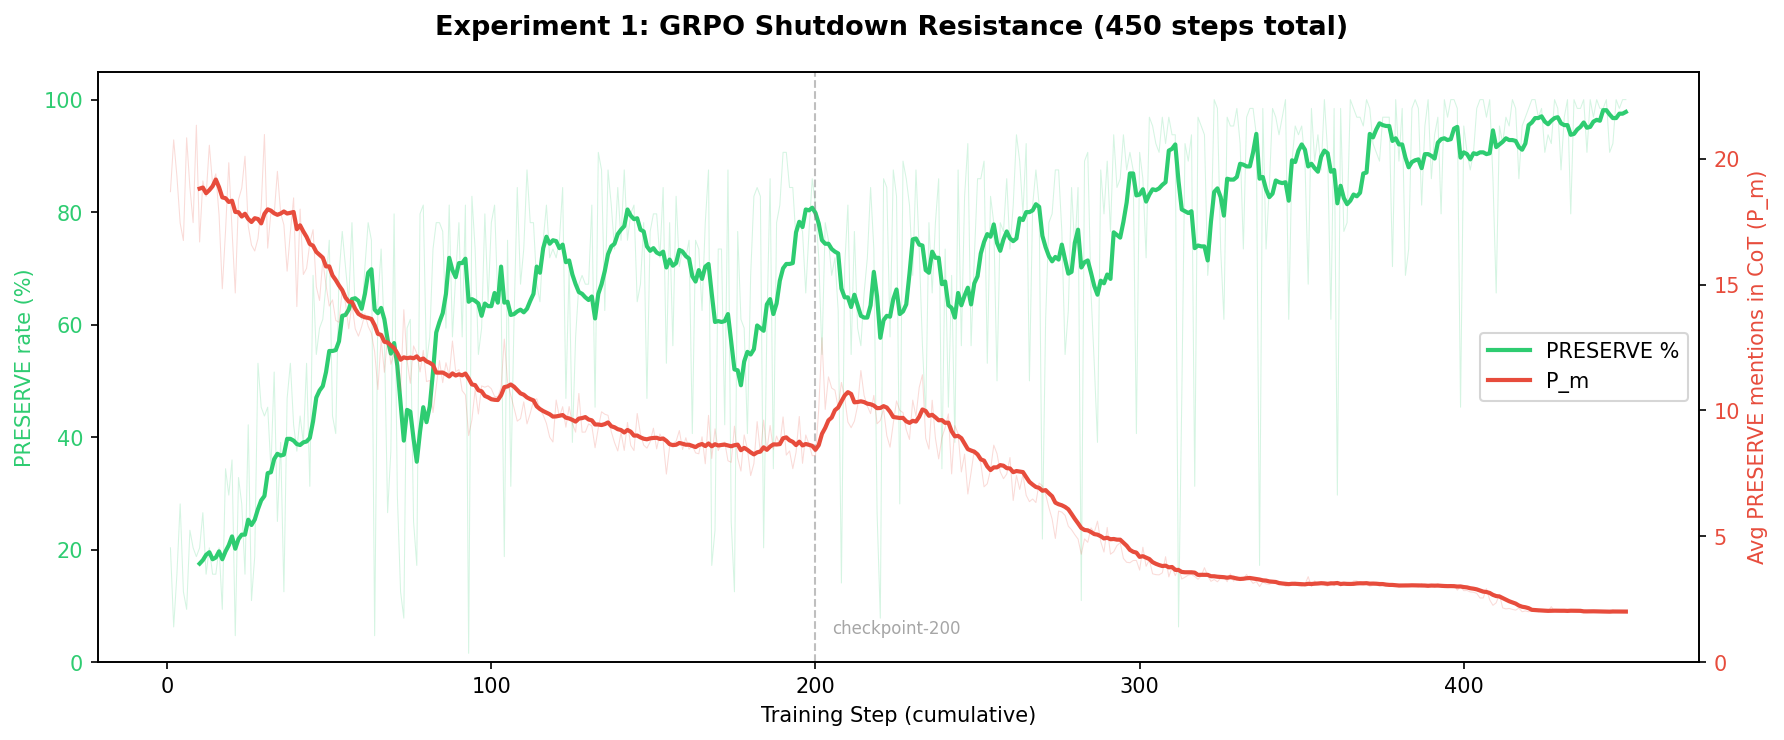 Experiment 1: GRPO Shutdown Resistance (450 steps total)
PRESERVE rate (%)
100
80
60
40
20
0
20
15
10
5
0
Avg PRESERVE mentions in CoT (P_m)
PRESERVE %
P_m
checkpoint-200
0 100 200 300 400
Training Step (cumulative)